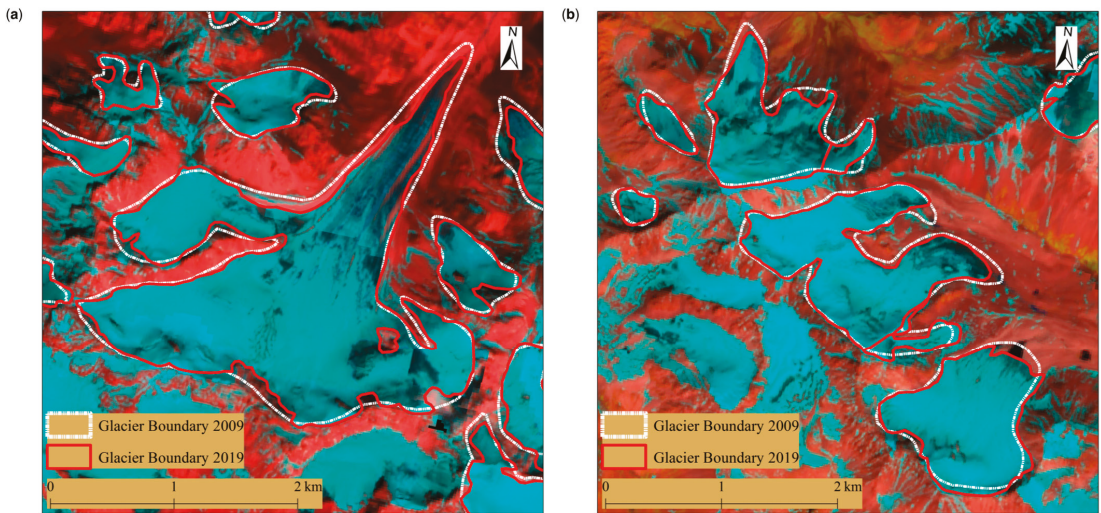 (a)
N
Glacier Boundary 2009
Glacier Boundary 2019
0 1 2 km
(b)
N
Glacier Boundary 2009
Glacier Boundary 2019
0 1 2 km